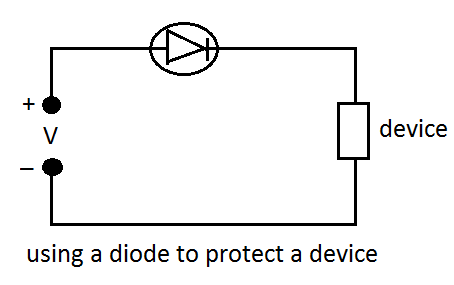 +
V
–
device
using a diode to protect a device